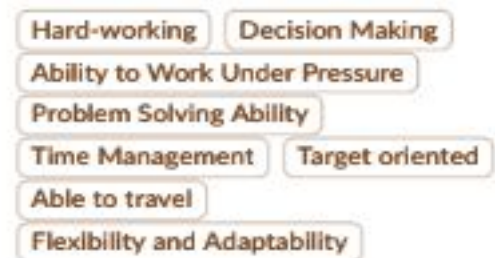 Hard-working Decision Making
Ability to Work Under Pressure
Problem Solving Ability
Time Management Target oriented
Able to travel
Flexibility and Adaptability